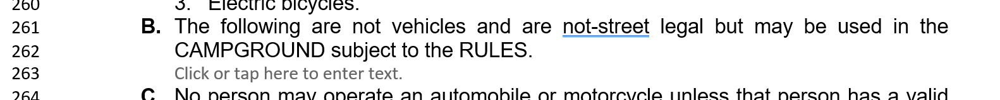 260 3. Electric bicycles.
261 B. The following are not vehicles and are not-street legal but may be used in the
262 CAMPGROUND subject to the RULES.
263 Click or tap here to enter text.
264 C No person may operate an automobile or motorcycle unless that person has a valid